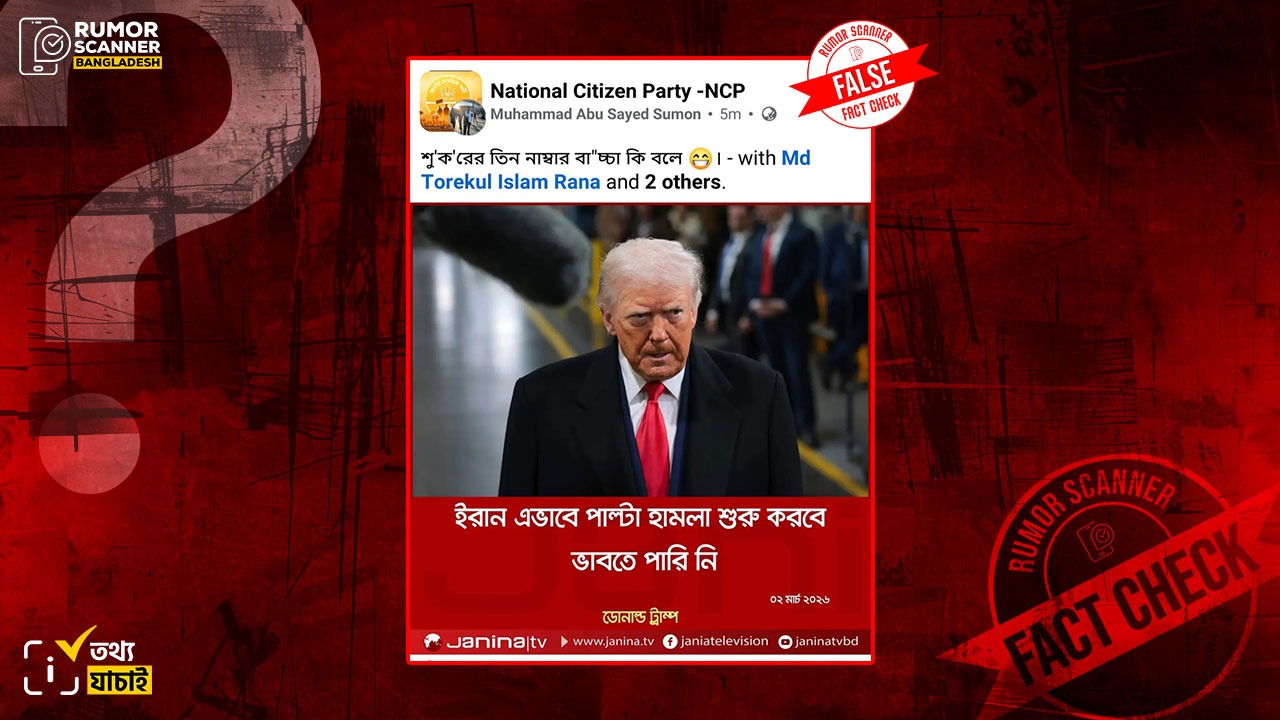 RUMOR
SCANNER
BANGLADESH
RUMOR SCANNER
FALSE
FACT CHECK
National Citizen Party -NCP
Muhammad Abu Sayed Sumon • 5m •
শু'ক'রের তিন নাম্বার বা"চ্চা কি বলে 😁। - with Md
Torekul Islam Rana and 2 others.
ইরান এভাবে পাল্টা হামলা শুরু করবে
ভাবতে পারি নি
০২ মার্চ ২০২৬
ডোনাল্ড ট্রাম্প
Janina|tv www.janina.tv janiatelevision janinatvbd
RUMOR SCANNER
FACT CHECK
তথ্য
যাচাই